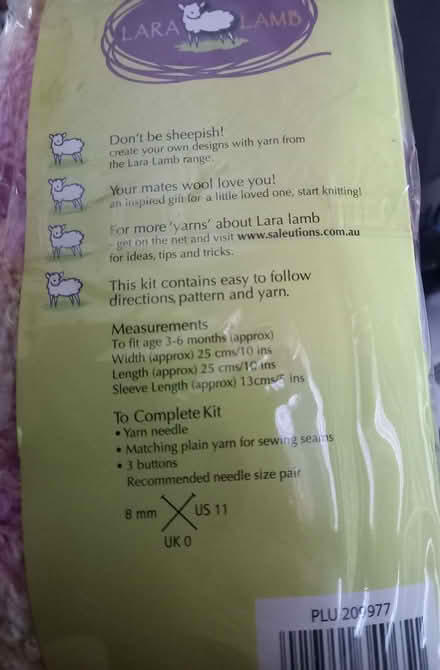 LARA LAMB
Don't be sheepish!
create your own designs with yarn from
the Lara Lamb range.
Your mates wool love you!
an inspired gift for a little loved one, start knitting!
For more 'yarns' about Lara lamb
- get on the net and visit www.saleutions.com.au
for ideas, tips and tricks.
This kit contains easy to follow
directions, pattern and yarn.
Measurements
To fit age 3-6 months (approx)
Width (approx) 25 cms/10 ins
Length (approx) 25 cms/10 ins
Sleeve Length (approx) 13cms/5 ins
To Complete Kit
• Yarn needle
• Matching plain yarn for sewing seams
• 3 buttons
Recommended needle size pair
8 mm US 11
UK 0
PLU 209977